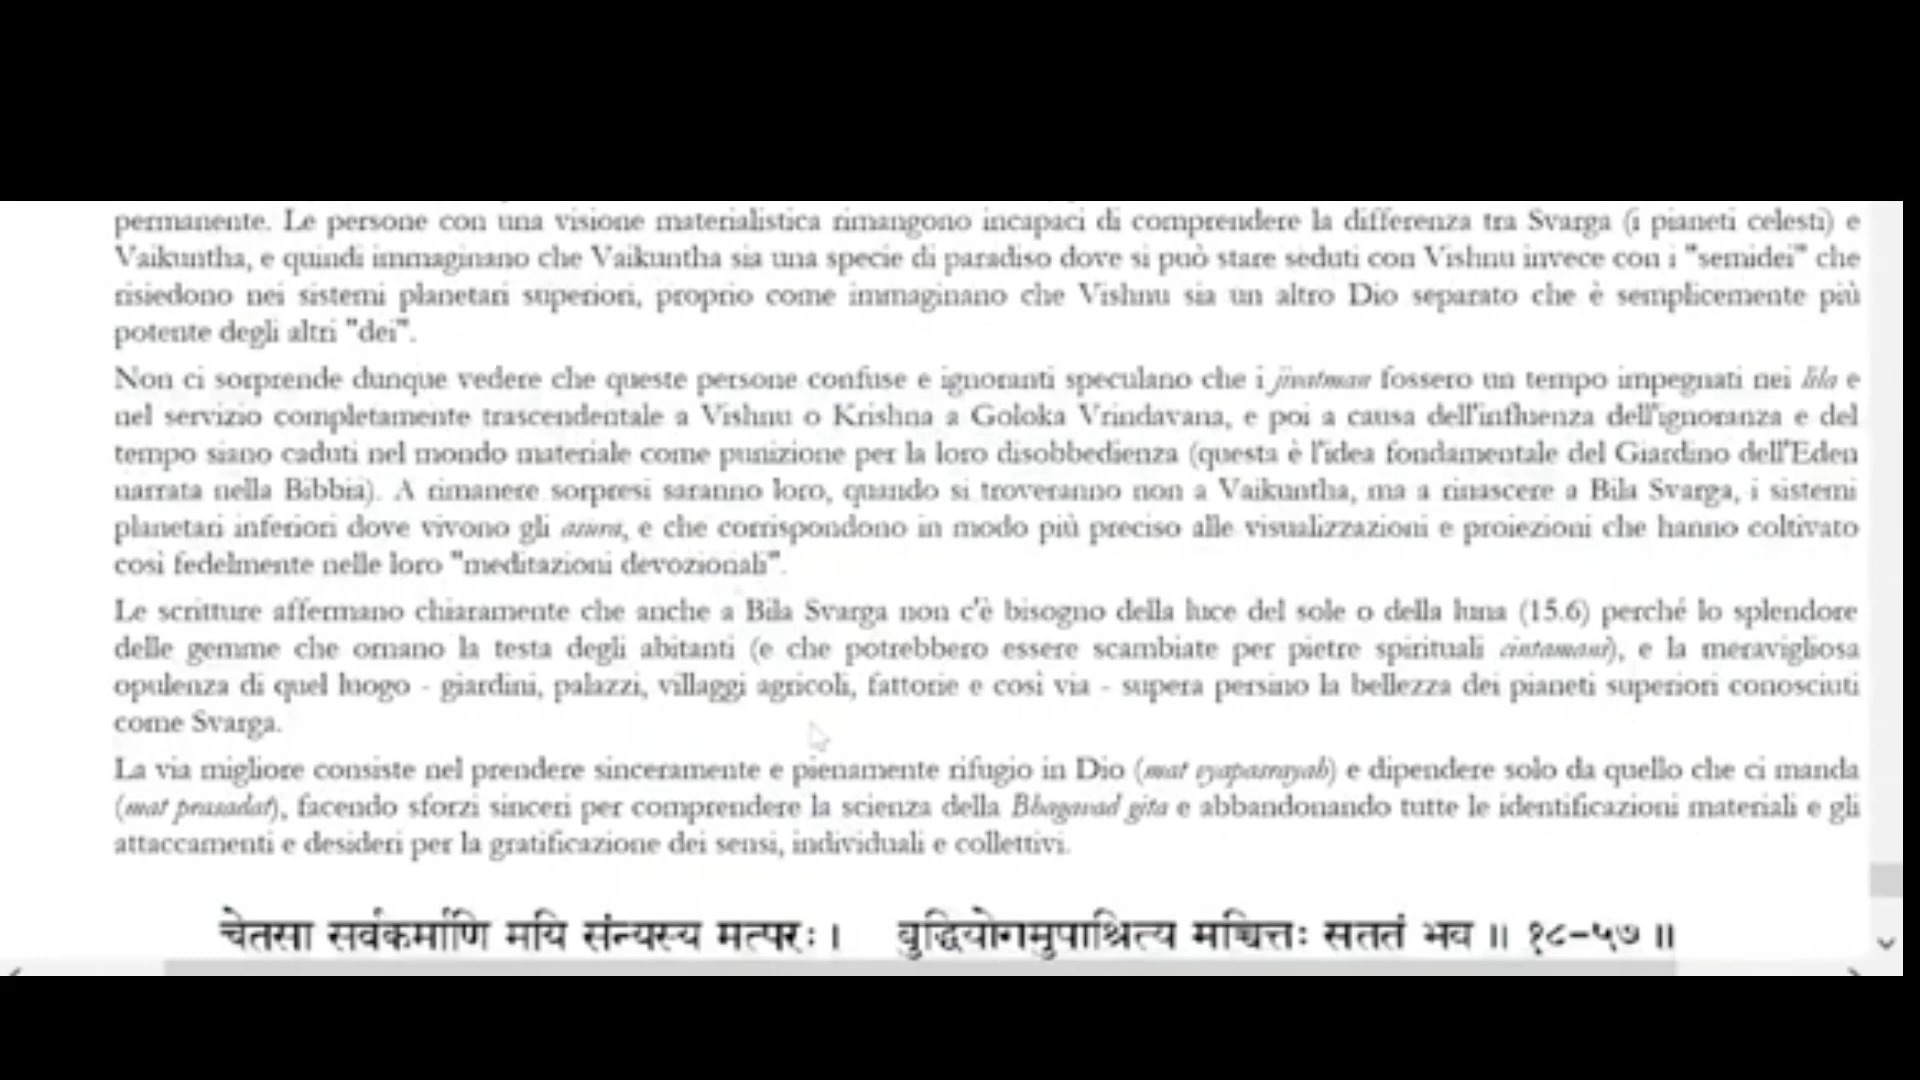 permanente. Le persone con una visione materialistica rimangono incapaci di comprendere la differenza tra Svarga (i pianeti celesti) e
Vaikuntha, e quindi immaginano che Vaikuntha sia una specie di paradiso dove si può stare seduti con Vishnu invece con i "semidei" che
risiedono nei sistemi planetari superiori, proprio come immaginano che Vishnu sia un altro Dio separato che è semplicemente più
potente degli altri "dei".
Non ci sorprende dunque vedere che queste persone confuse e ignoranti speculano che i jivatman fossero un tempo impegnati nei lila e
nel servizio completamente trascendentale a Vishnu o Krishna a Goloka Vrindavana, e poi a causa dell'influenza dell'ignoranza e del
tempo siano caduti nel mondo materiale come punizione per la loro disobbedienza (questa è l'idea fondamentale del Giardino dell'Eden
narrata nella Bibbia). A rimanere sorpresi saranno loro, quando si troveranno non a Vaikuntha, ma a rinascere a Bila Svarga, i sistemi
planetari inferiori dove vivono gli asura, e che corrispondono in modo più preciso alle visualizzazioni e proiezioni che hanno coltivato
così fedelmente nelle loro "meditazioni devozionali".
Le scritture affermano chiaramente che anche a Bila Svarga non c'è bisogno della luce del sole o della luna (15.6) perché lo splendore
delle gemme che ornano la testa degli abitanti (e che potrebbero essere scambiate per pietre spirituali cintamani), e la meravigliosa
opulenza di quel luogo - giardini, palazzi, villaggi agricoli, fattorie e così via - supera persino la bellezza dei pianeti superiori conosciuti
come Svarga.
La via migliore consiste nel prendere sinceramente e pienamente rifugio in Dio (mat vyapasrayah) e dipendere solo da quello che ci manda
(mat prasadat), facendo sforzi sinceri per comprendere la scienza della Bhagavad gita e abbandonando tutte le identificazioni materiali e gli
attaccamenti e desideri per la gratificazione dei sensi, individuali e collettivi.
चेतसा सर्वकर्माणि मयि संन्यस्य मत्परः । बुद्धियोगमुपाश्रित्य मच्चित्तः सततं भव ॥ १८-५७ ॥